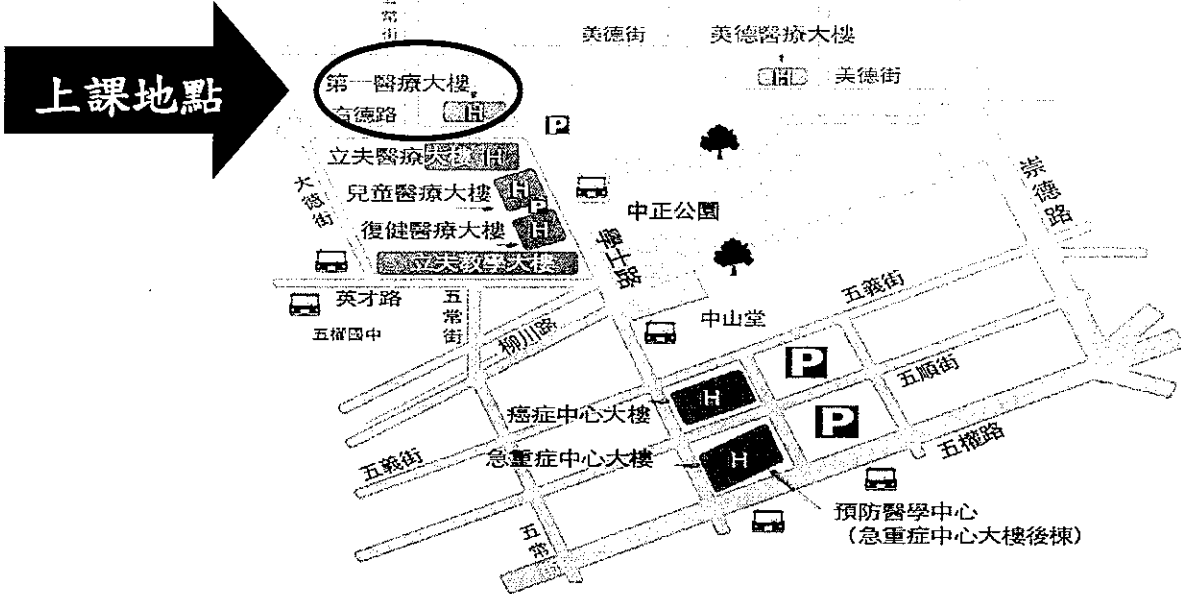 五常街
美德街
美德醫療大樓
H
美德街
上課地點
第一醫療大樓
育德路
H
P
立夫醫療大樓 H
大德街
兒童醫療大樓
H
P
復健醫療大樓
H
立夫教學大樓
中正公園
崇德路
學士路
英才路
五常街
五權國中
柳川路
中山堂
五義街
P
五順街
癌症中心大樓
H
P
五權路
五義街
急重症中心大樓
H
預防醫學中心
(急重症中心大樓後棟)
五常